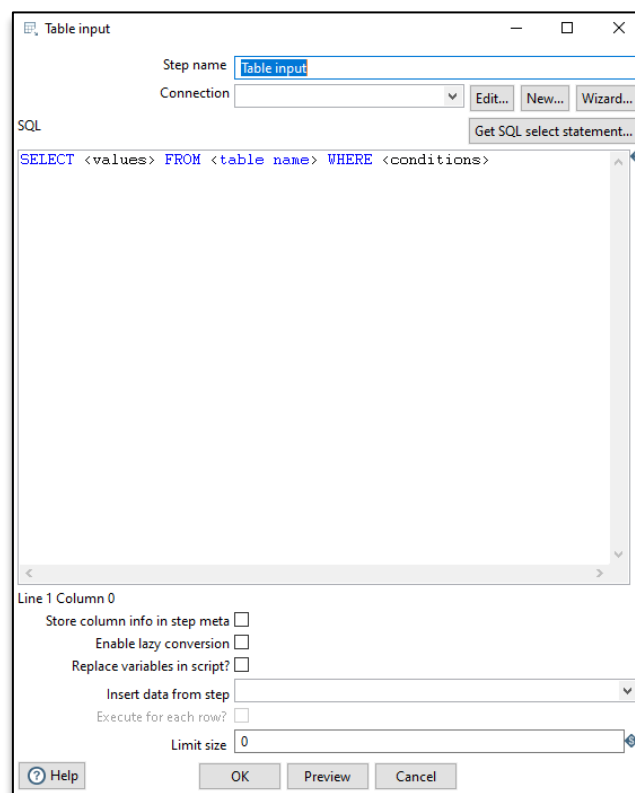 Table input
Step name Table input
Connection Edit... New... Wizard...
SQL Get SQL select statement...
SELECT <values> FROM <table name> WHERE <conditions>
Line 1 Column 0
Store column info in step meta
Enable lazy conversion
Replace variables in script?
Insert data from step
Execute for each row?
Limit size 0
Help OK Preview Cancel